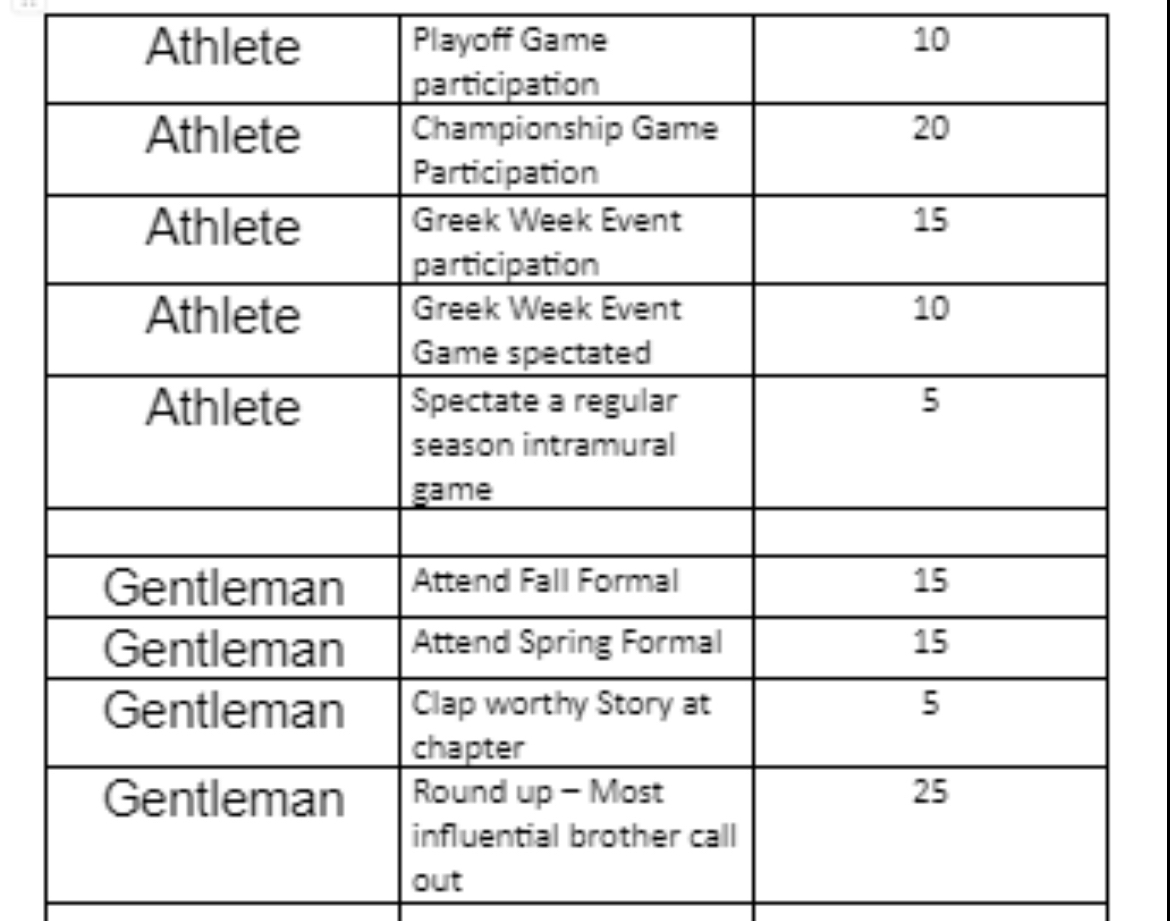 Athlete Playoff Game 10
participation
Athlete Championship Game 20
Participation
Athlete Greek Week Event 15
participation
Athlete Greek Week Event 10
Game spectated
Athlete Spectate a regular 5
season intramural
game
Gentleman Attend Fall Formal 15
Gentleman Attend Spring Formal 15
Gentleman Clap worthy Story at 5
chapter
Gentleman Round up – Most 25
influential brother call
out